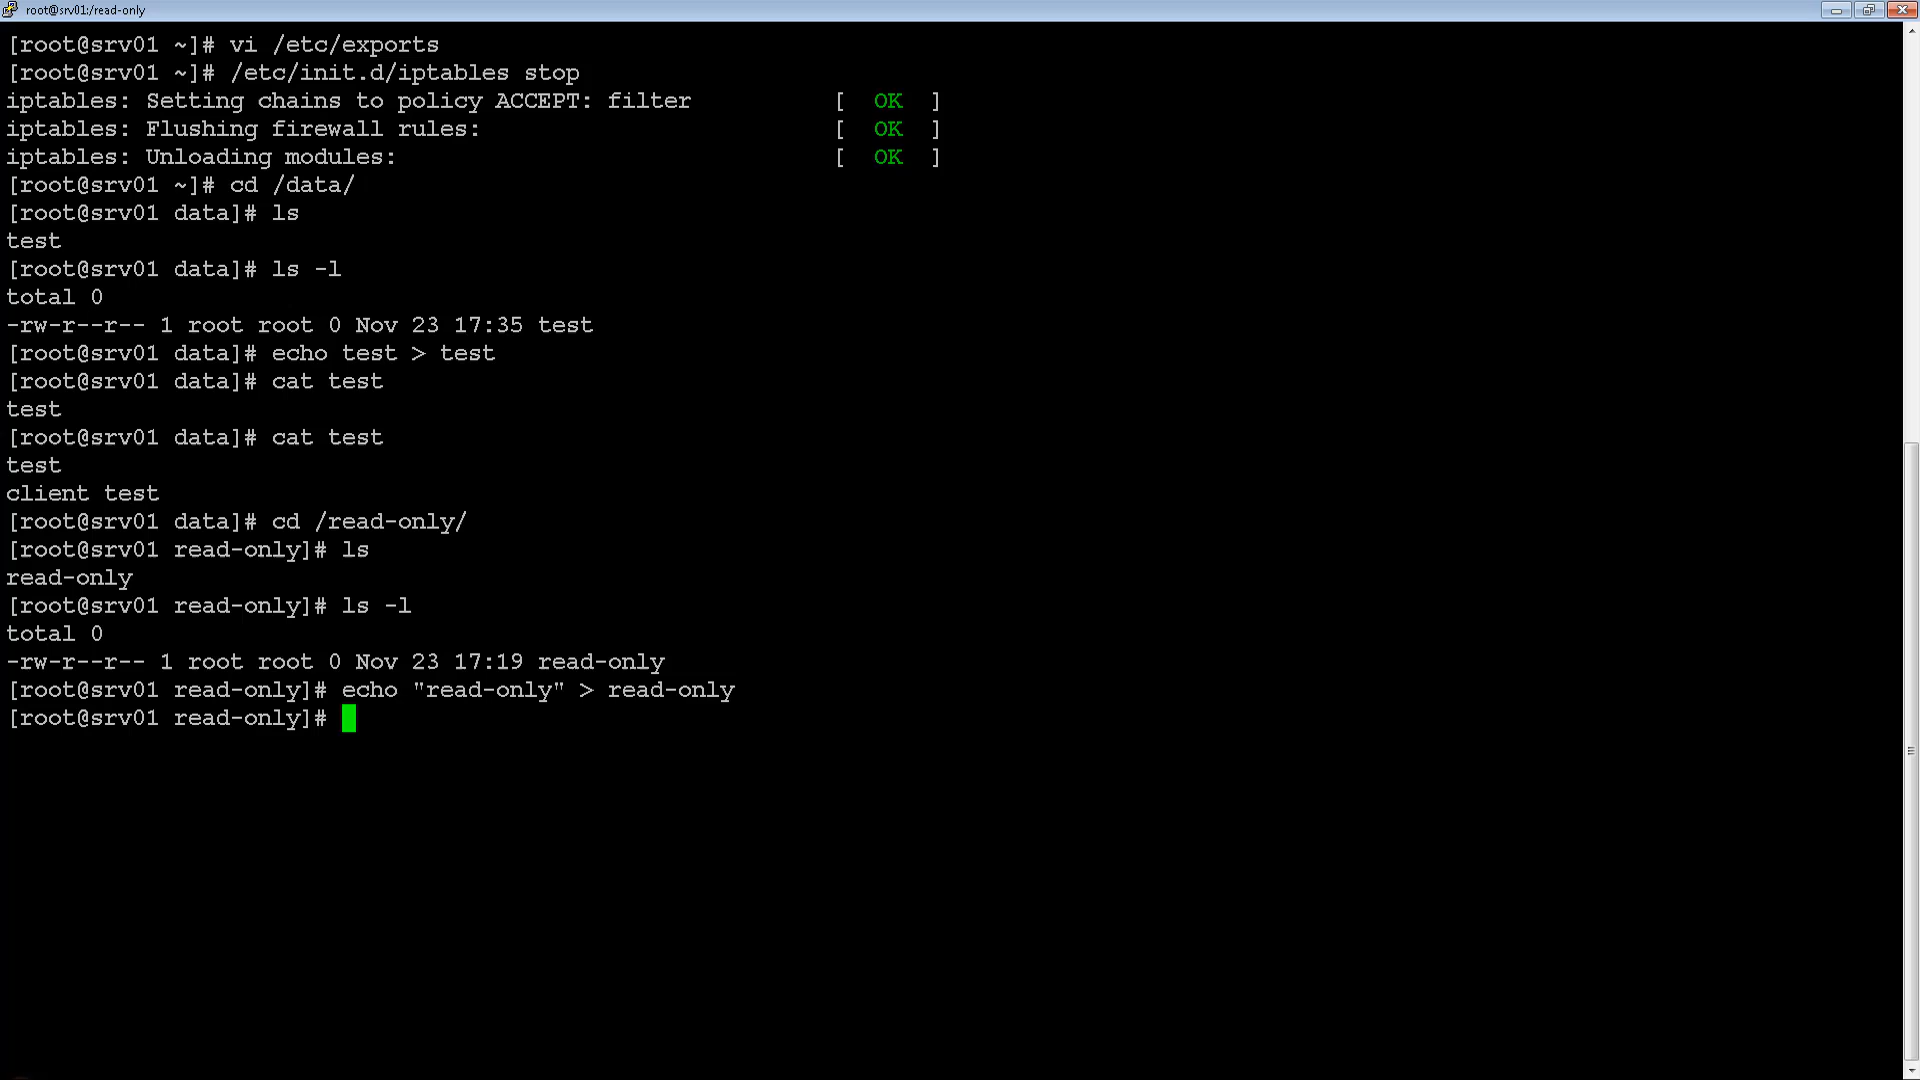 root@srv01:/read-only
[root@srv01 ~]# vi /etc/exports
[root@srv01 ~]# /etc/init.d/iptables stop
iptables: Setting chains to policy ACCEPT: filter          [  OK  ]
iptables: Flushing firewall rules:                         [  OK  ]
iptables: Unloading modules:                               [  OK  ]
[root@srv01 ~]# cd /data/
[root@srv01 data]# ls
test
[root@srv01 data]# ls -l
total 0
-rw-r--r-- 1 root root 0 Nov 23 17:35 test
[root@srv01 data]# echo test > test
[root@srv01 data]# cat test
test
[root@srv01 data]# cat test
test
client test
[root@srv01 data]# cd /read-only/
[root@srv01 read-only]# ls
read-only
[root@srv01 read-only]# ls -l
total 0
-rw-r--r-- 1 root root 0 Nov 23 17:19 read-only
[root@srv01 read-only]# echo "read-only" > read-only
[root@srv01 read-only]#